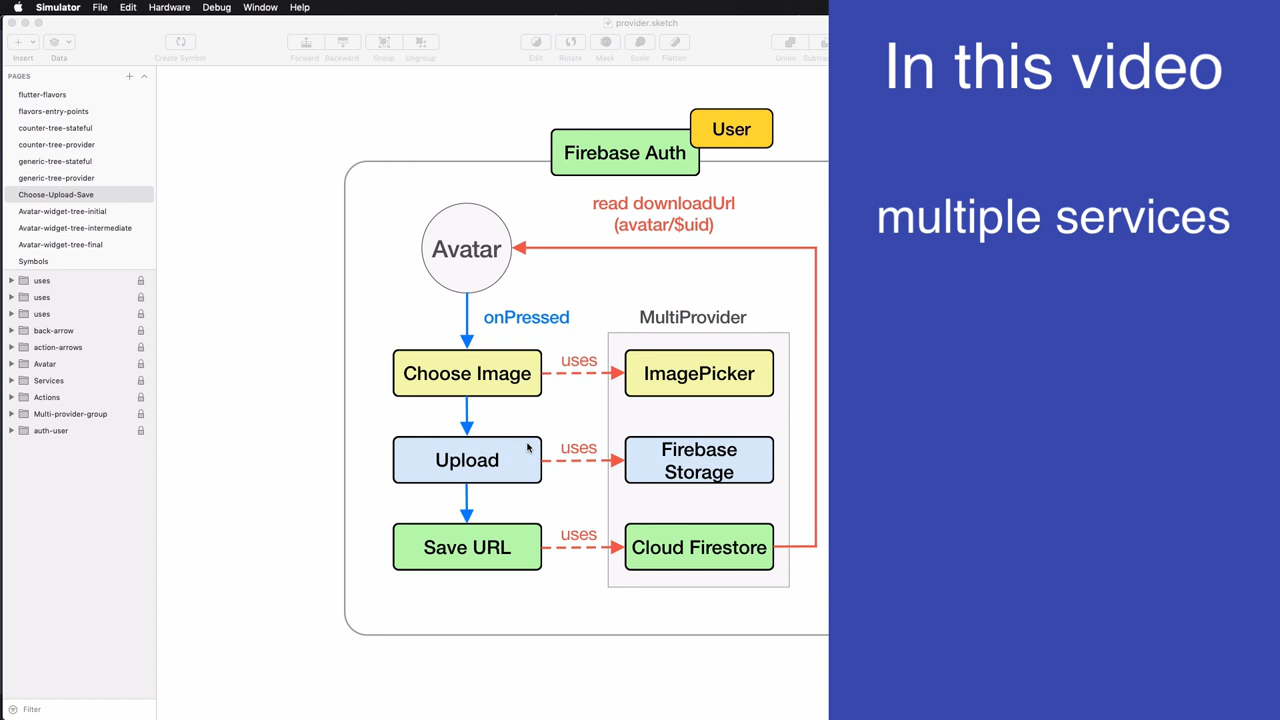 Simulator File Edit Hardware Debug Window Help
provider.sketch
Insert Data Create Symbol Forward Backward Group Ungroup Edit Rotate Mask Scale Flatten Union
PAGES
flutter-flavors
flavors-entry-points
counter-tree-stateful
counter-tree-provider
generic-tree-stateful
generic-tree-provider
Choose-Upload-Save
Avatar-widget-tree-initial
Avatar-widget-tree-intermediate
Avatar-widget-tree-final
Symbols
uses
uses
uses
back-arrow
action-arrows
Avatar
Services
Actions
Multi-provider-group
auth-user
Filter
User
Firebase Auth
read downloadUrl
(avatar/$uid)
Avatar
onPressed
MultiProvider
Choose Image
uses
ImagePicker
Upload
uses
Firebase
Storage
Save URL
uses
Cloud Firestore
In this video
multiple services